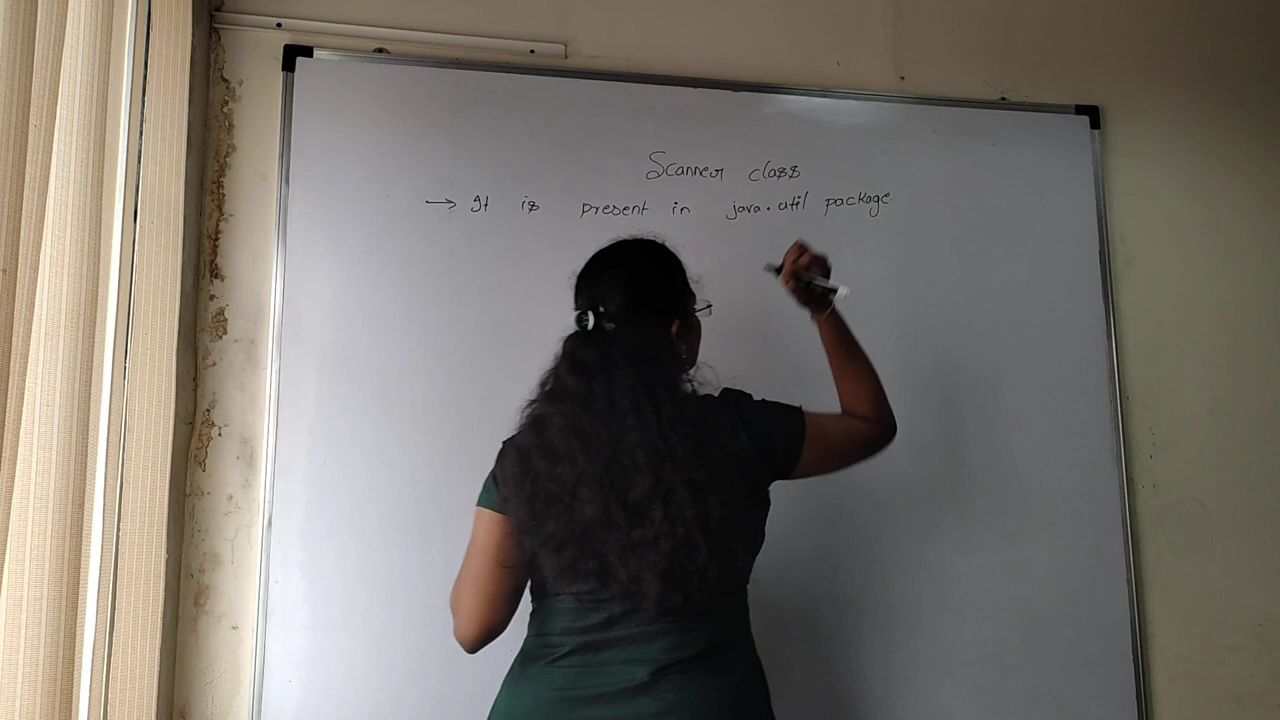 Scanner class
→ It is present in java.util package